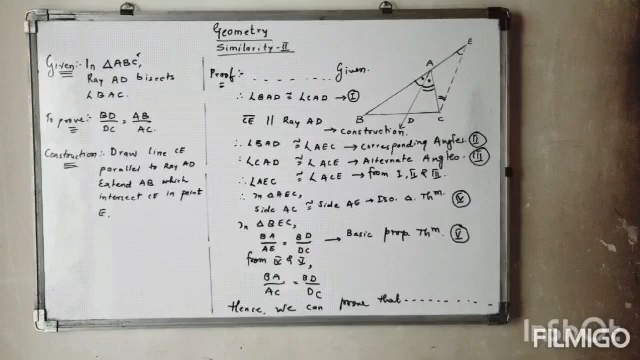 Geometry
Similarity-II
Given:- In △ABC,
Ray AD bisects
∠BAC.
To prove:- BD/DC = AB/AC.
Construction:- Draw line CE
parallel to Ray AD
Extend AB which
intersect CE in point
E.
Proof:- - - - - - - - - Given.
∴ ∠BAD ≅ ∠CAD → I
CE || Ray AD
→ Construction.
∴ ∠BAD ≅ ∠AEC → Corresponding Angles. II
∴ ∠CAD ≅ ∠ACE → Alternate Angles. III
∴ ∠AEC ≅ ∠ACE → from I, II & III.
∴ In △AEC,
Side AC ≅ Side AE → Iso. △. Thm. IV
In △BEC,
BA/AE = BD/DC → Basic prop. Thm. V
from IV & V,
BA/AC = BD/DC
Hence, we can prove that - - - - - - -
A
B
C
D
E
InShOt
FILMIGO